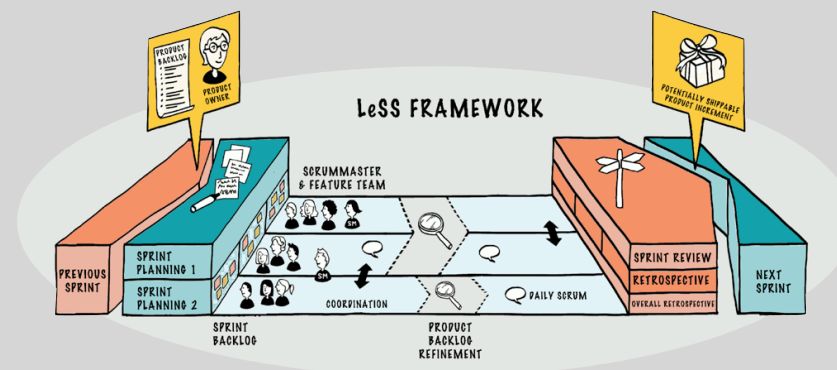 PRODUCT
BACKLOG
PRODUCT
OWNER
POTENTIALLY SHIPPABLE
PRODUCT INCREMENT
LeSS FRAMEWORK
SCRUMMASTER
& FEATURE TEAM
SM
SM
PREVIOUS
SPRINT
SPRINT
PLANNING 1
SPRINT
PLANNING 2
COORDINATION
DAILY SCRUM
SPRINT REVIEW
RETROSPECTIVE
OVERALL RETROSPECTIVE
NEXT
SPRINT
SPRINT
BACKLOG
PRODUCT
BACKLOG
REFINEMENT